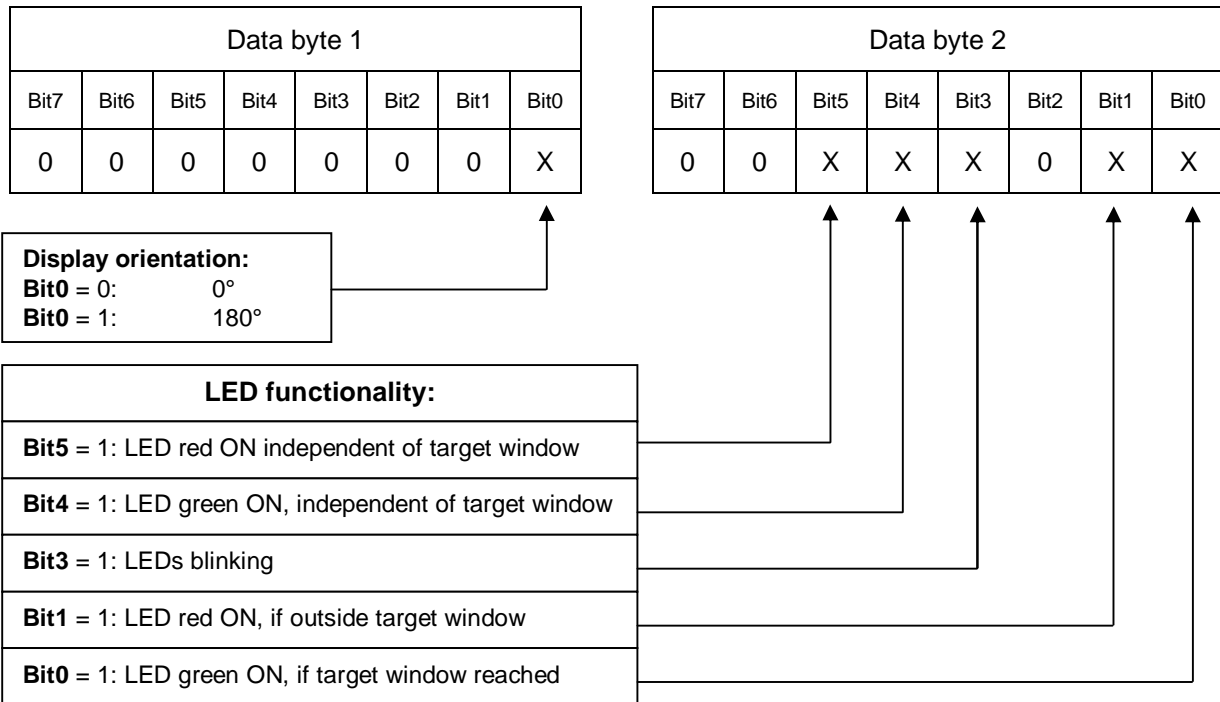 Data byte 1
Bit7 Bit6 Bit5 Bit4 Bit3 Bit2 Bit1 Bit0
0 0 0 0 0 0 0 X
Data byte 2
Bit7 Bit6 Bit5 Bit4 Bit3 Bit2 Bit1 Bit0
0 0 X X X 0 X X
Display orientation:
Bit0 = 0: 0°
Bit0 = 1: 180°
LED functionality:
Bit5 = 1: LED red ON independent of target window
Bit4 = 1: LED green ON, independent of target window
Bit3 = 1: LEDs blinking
Bit1 = 1: LED red ON, if outside target window
Bit0 = 1: LED green ON, if target window reached